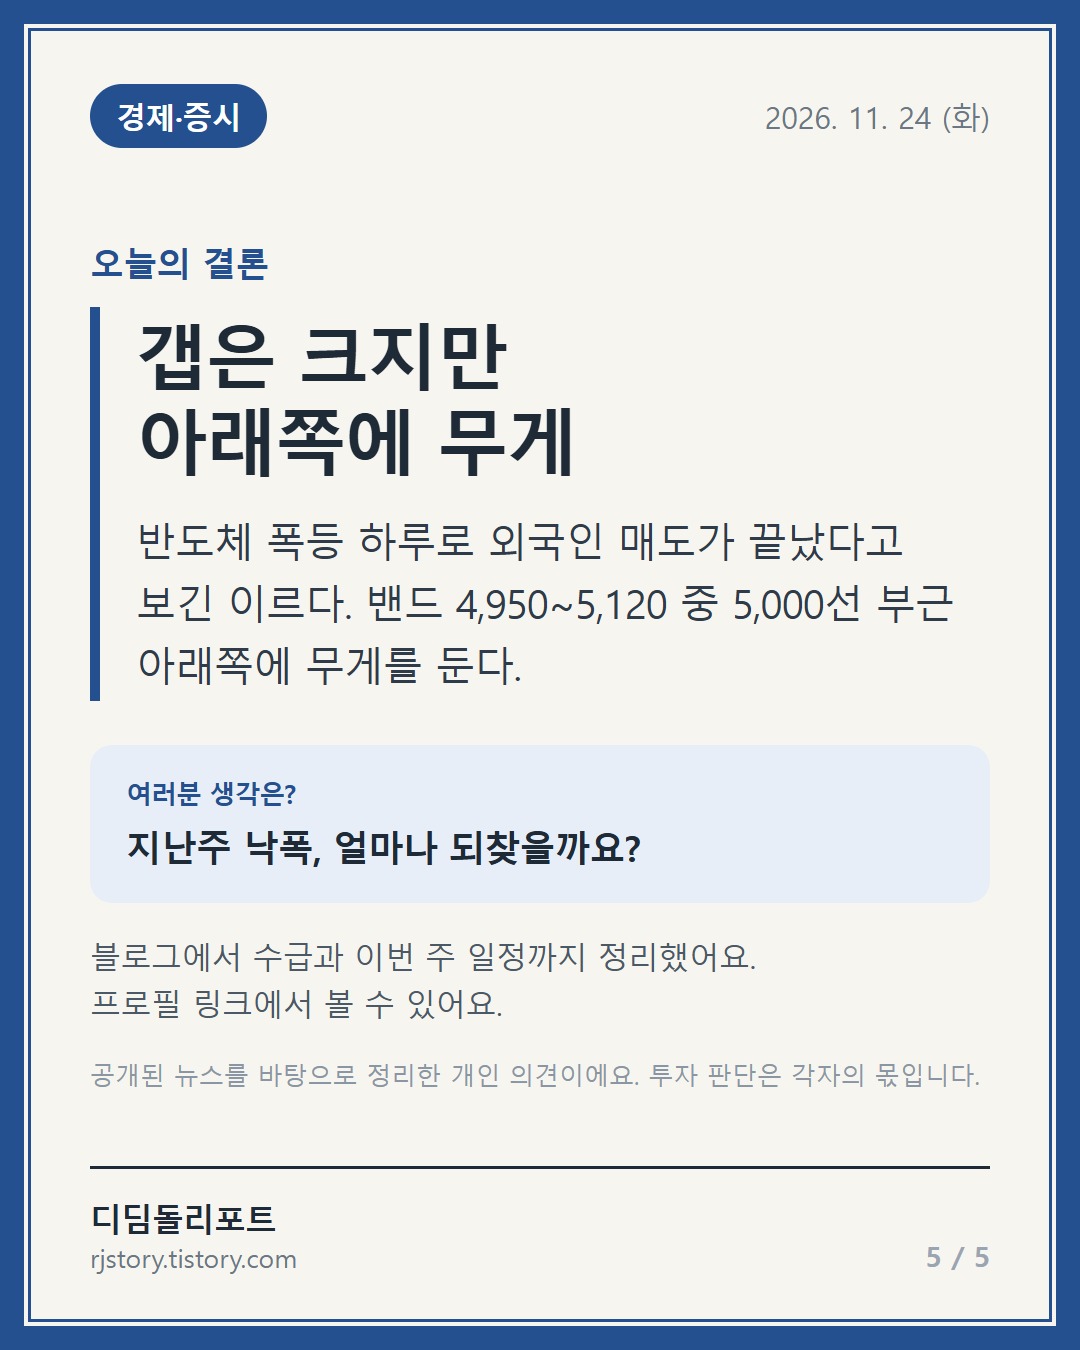 경제·증시
2026. 11. 24 (화)
오늘의 결론
갭은 크지만
아래쪽에 무게
반도체 폭등 하루로 외국인 매도가 끝났다고
보긴 이르다. 밴드 4,950~5,120 중 5,000선 부근
아래쪽에 무게를 둔다.
여러분 생각은?
지난주 낙폭, 얼마나 되찾을까요?
블로그에서 수급과 이번 주 일정까지 정리했어요.
프로필 링크에서 볼 수 있어요.
공개된 뉴스를 바탕으로 정리한 개인 의견이에요. 투자 판단은 각자의 몫입니다.
디딤돌리포트
rjstory.tistory.com
5 / 5